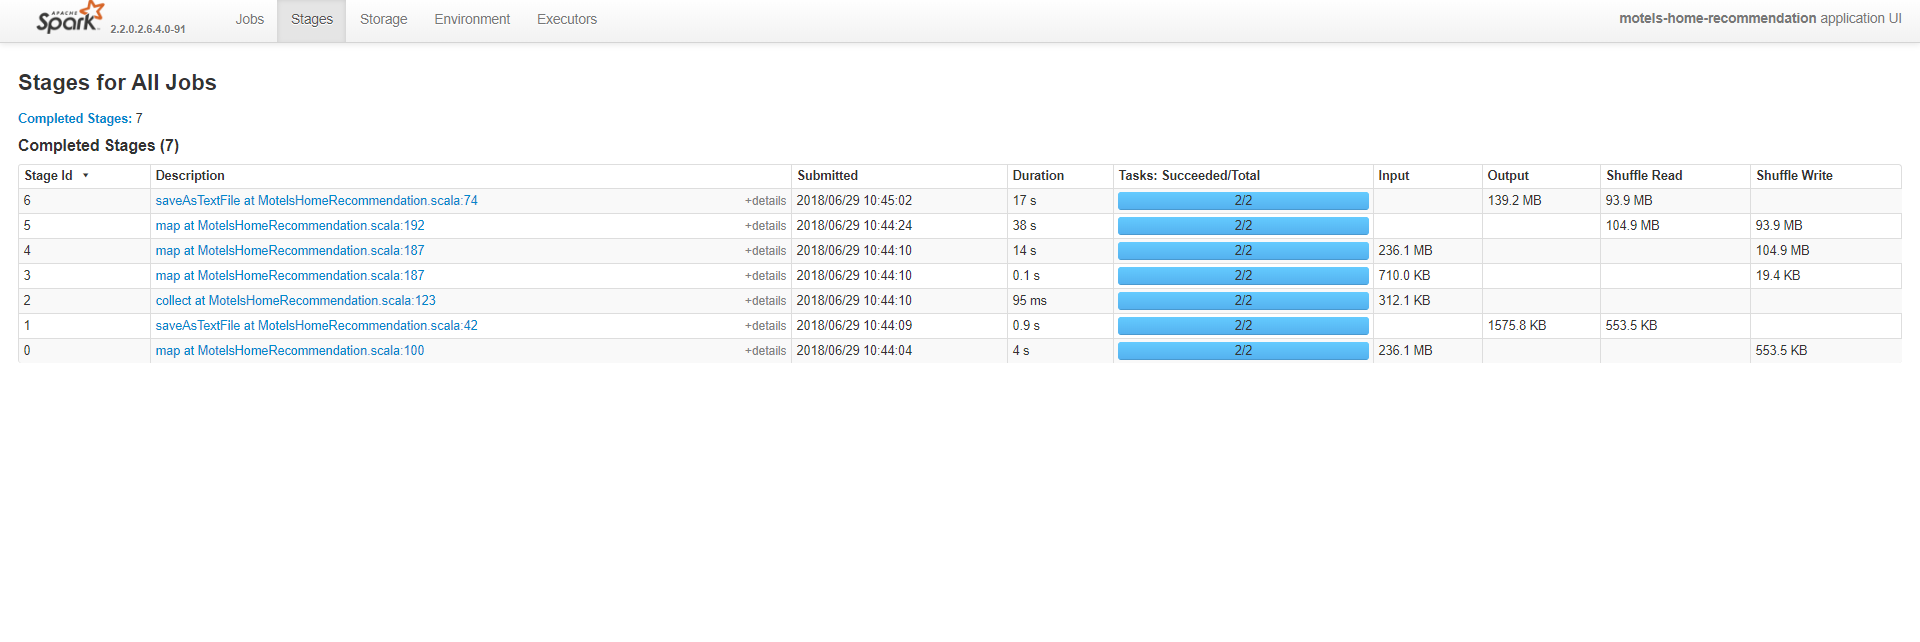 APACHE Spark 2.2.0.2.6.4.0-91 Jobs Stages Storage Environment Executors motels-home-recommendation application UI
Stages for All Jobs
Completed Stages: 7
Completed Stages (7)
Stage Id ▾ Description Submitted Duration Tasks: Succeeded/Total Input Output Shuffle Read Shuffle Write
6 saveAsTextFile at MotelsHomeRecommendation.scala:74 +details 2018/06/29 10:45:02 17 s 2/2 139.2 MB 93.9 MB
5 map at MotelsHomeRecommendation.scala:192 +details 2018/06/29 10:44:24 38 s 2/2 104.9 MB 93.9 MB
4 map at MotelsHomeRecommendation.scala:187 +details 2018/06/29 10:44:10 14 s 2/2 236.1 MB 104.9 MB
3 map at MotelsHomeRecommendation.scala:187 +details 2018/06/29 10:44:10 0.1 s 2/2 710.0 KB 19.4 KB
2 collect at MotelsHomeRecommendation.scala:123 +details 2018/06/29 10:44:10 95 ms 2/2 312.1 KB
1 saveAsTextFile at MotelsHomeRecommendation.scala:42 +details 2018/06/29 10:44:09 0.9 s 2/2 1575.8 KB 553.5 KB
0 map at MotelsHomeRecommendation.scala:100 +details 2018/06/29 10:44:04 4 s 2/2 236.1 MB 553.5 KB